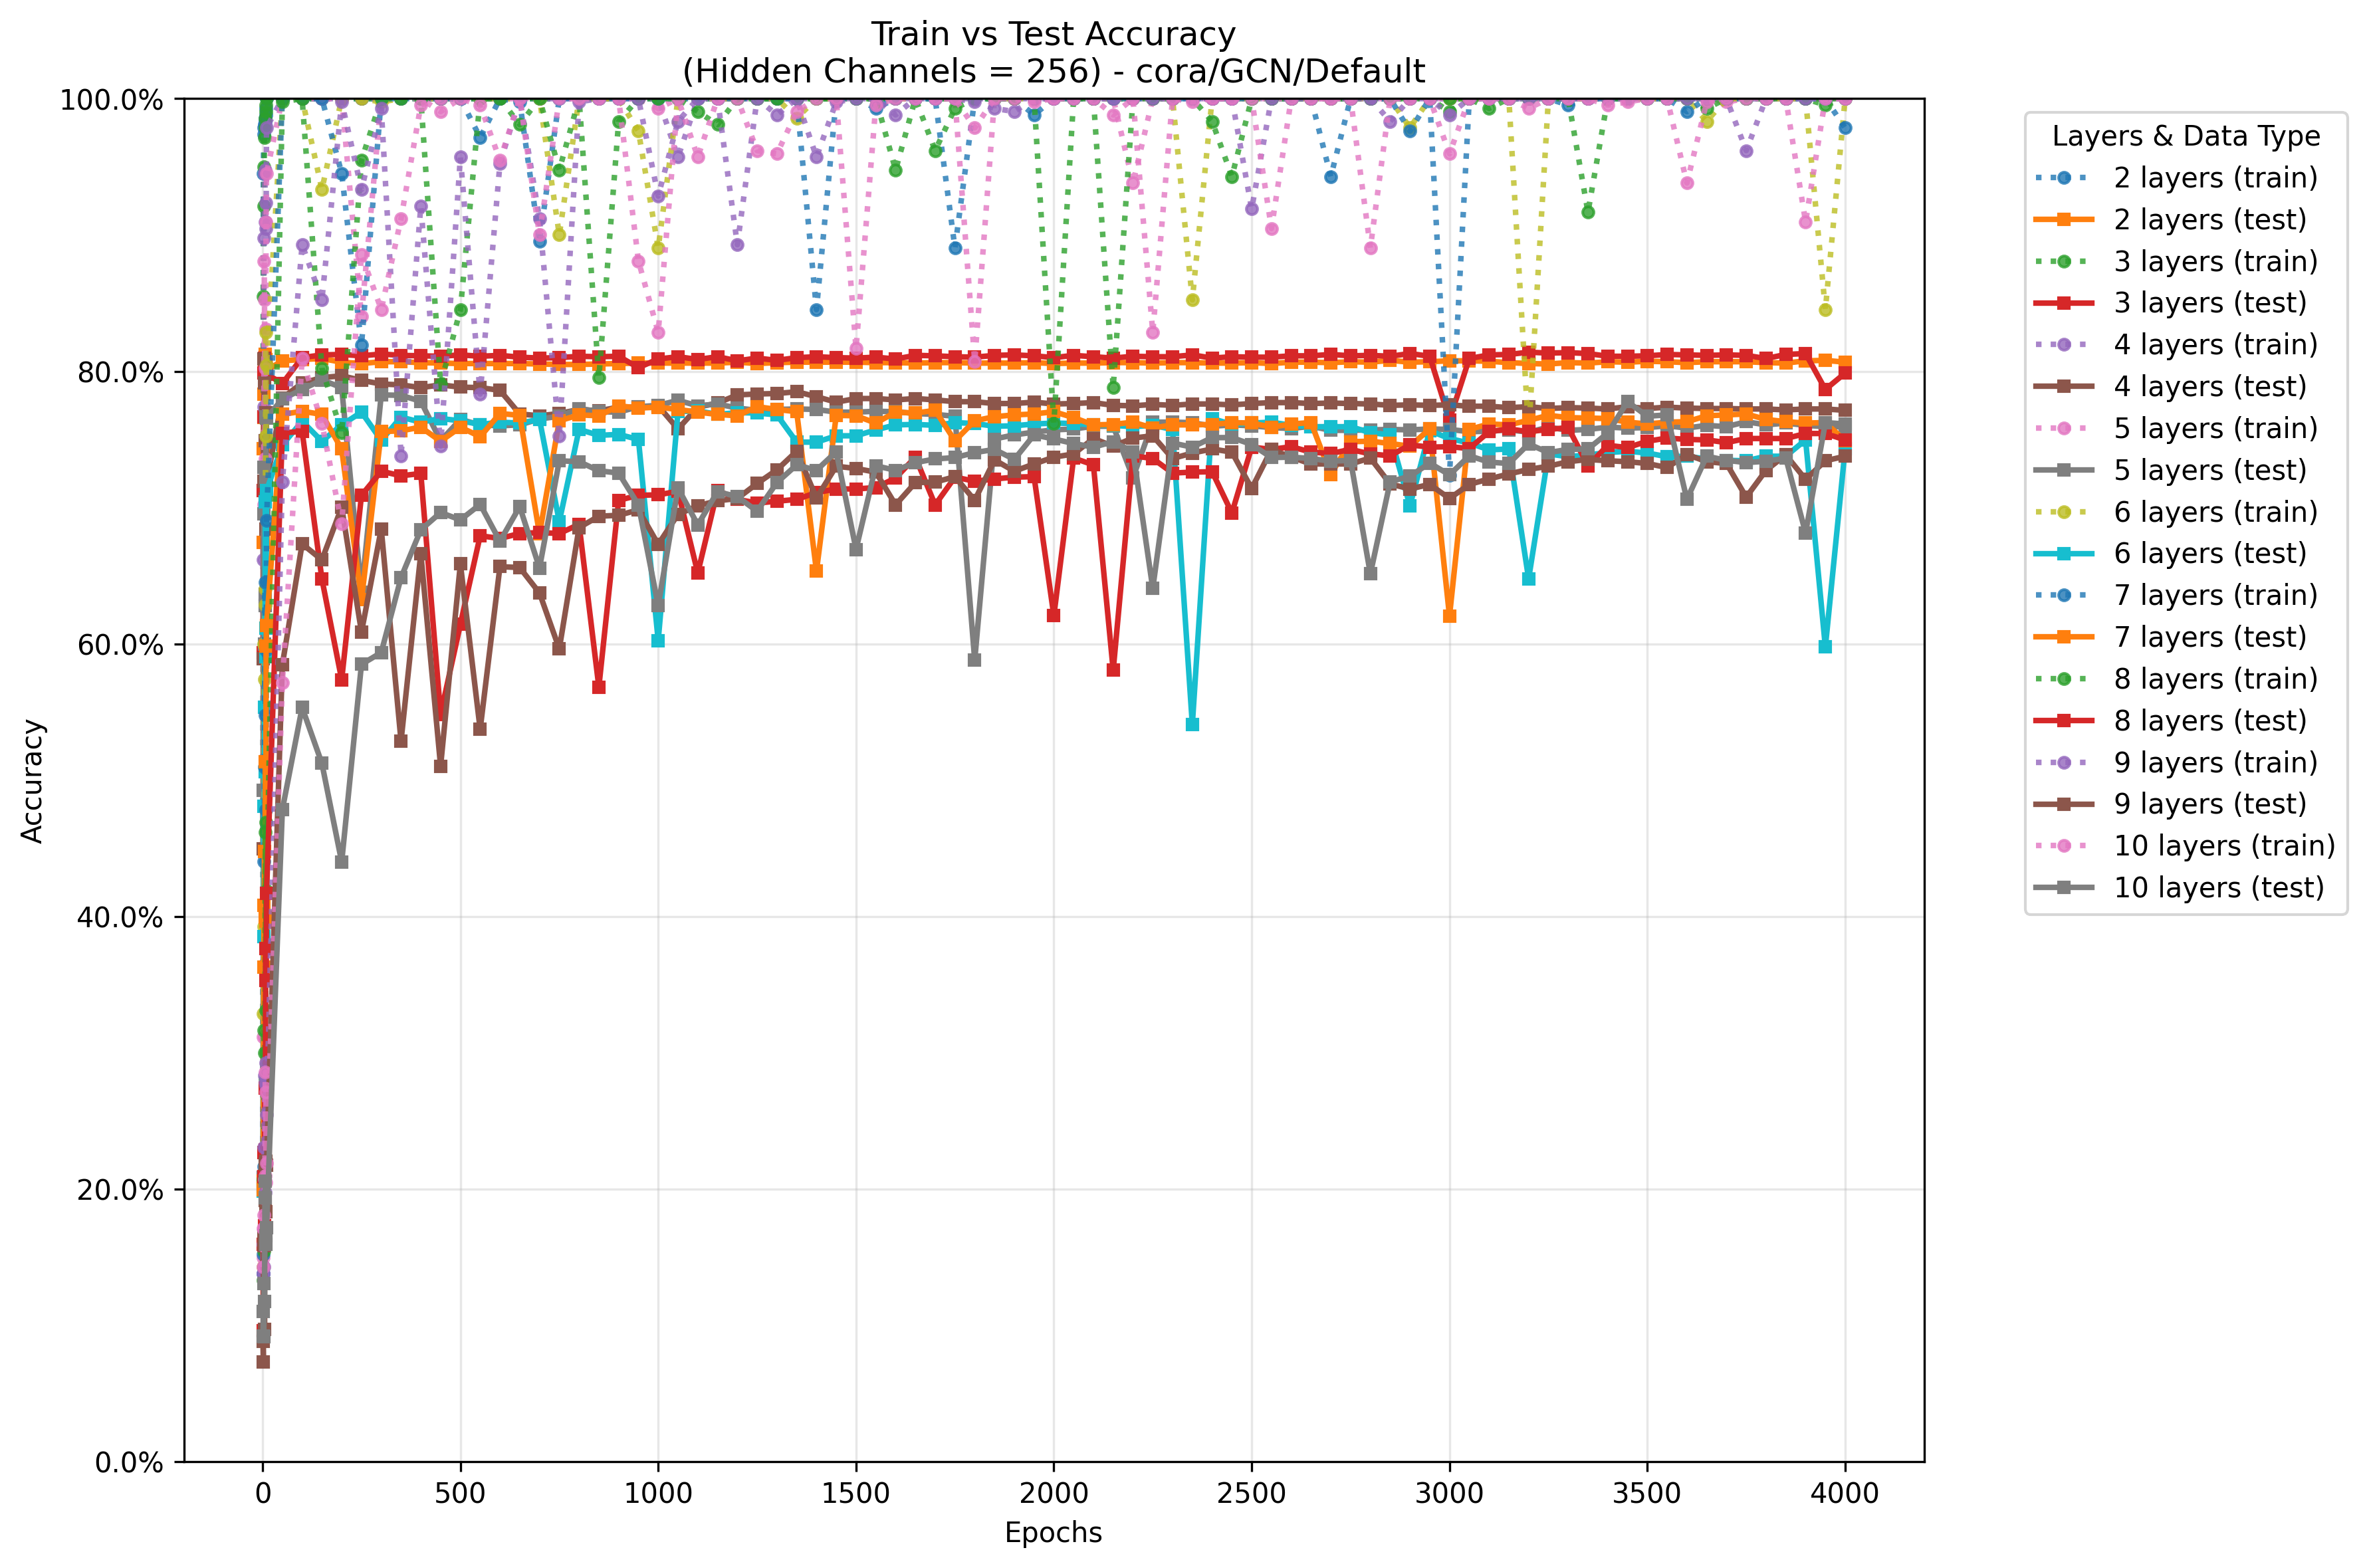 Train vs Test Accuracy
(Hidden Channels = 256) - cora/GCN/Default
100.0%
80.0%
60.0%
40.0%
20.0%
0.0%
Accuracy
0
500
1000
1500
2000
2500
3000
3500
4000
Epochs
Layers & Data Type
2 layers (train)
2 layers (test)
3 layers (train)
3 layers (test)
4 layers (train)
4 layers (test)
5 layers (train)
5 layers (test)
6 layers (train)
6 layers (test)
7 layers (train)
7 layers (test)
8 layers (train)
8 layers (test)
9 layers (train)
9 layers (test)
10 layers (train)
10 layers (test)